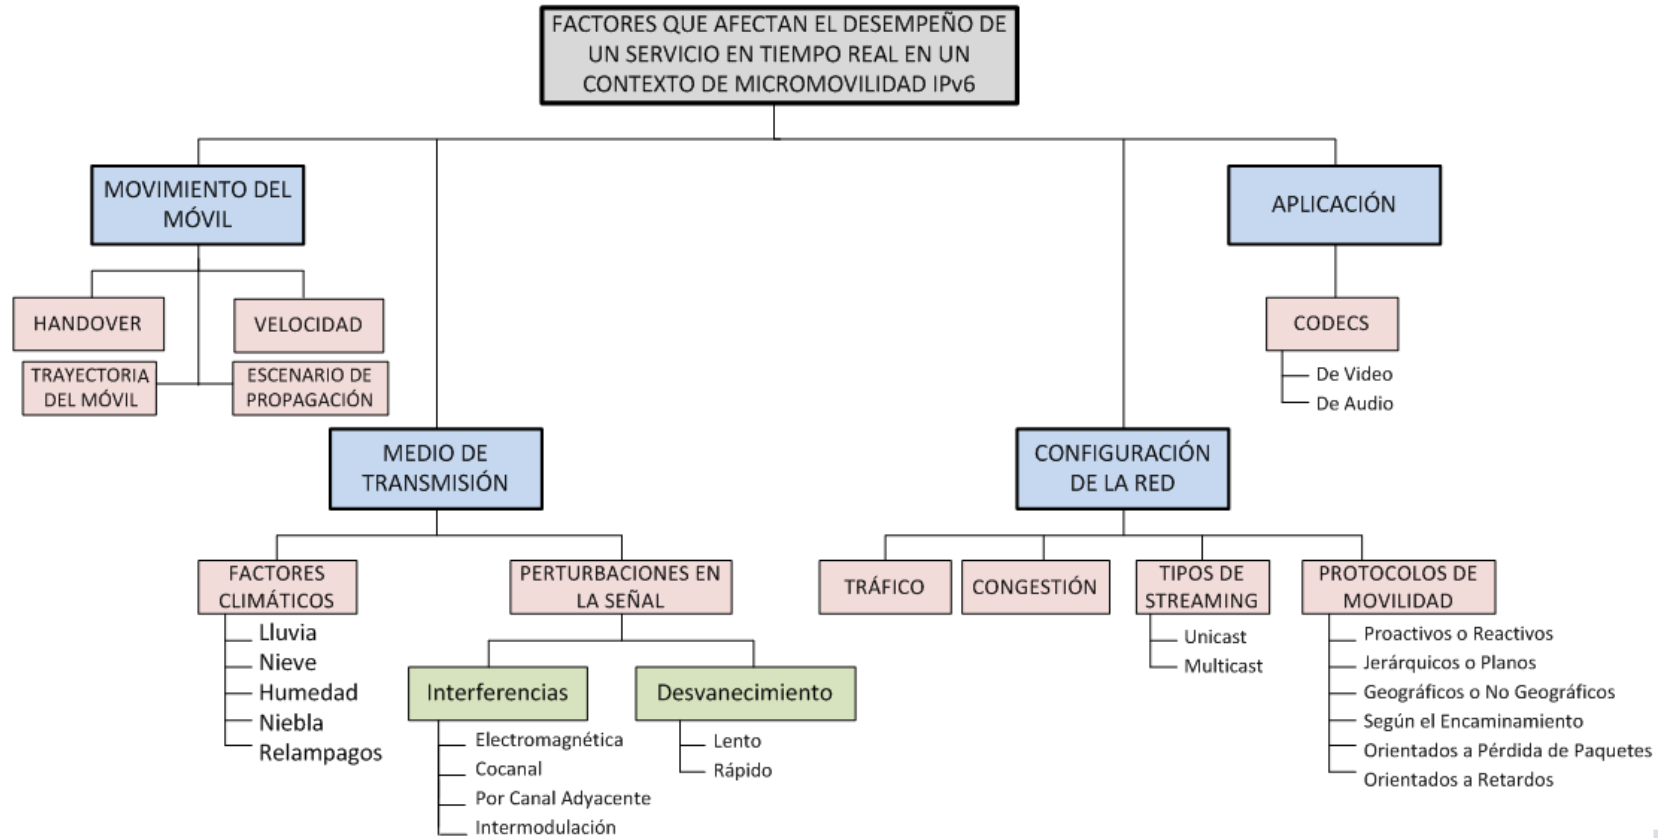 FACTORES QUE AFECTAN EL DESEMPEÑO DE
UN SERVICIO EN TIEMPO REAL EN UN
CONTEXTO DE MICROMOVILIDAD IPv6
MOVIMIENTO DEL
MÓVIL
HANDOVER
VELOCIDAD
TRAYECTORIA
DEL MÓVIL
ESCENARIO DE
PROPAGACIÓN
MEDIO DE
TRANSMISIÓN
FACTORES
CLIMÁTICOS
Lluvia
Nieve
Humedad
Niebla
Relampagos
PERTURBACIONES EN
LA SEÑAL
Interferencias
Electromagnética
Cocanal
Por Canal Adyacente
Intermodulación
Desvanecimiento
Lento
Rápido
CONFIGURACIÓN
DE LA RED
TRÁFICO
CONGESTIÓN
TIPOS DE
STREAMING
Unicast
Multicast
PROTOCOLOS DE
MOVILIDAD
Proactivos o Reactivos
Jerárquicos o Planos
Geográficos o No Geográficos
Según el Encaminamiento
Orientados a Pérdida de Paquetes
Orientados a Retardos
APLICACIÓN
CODECS
De Video
De Audio